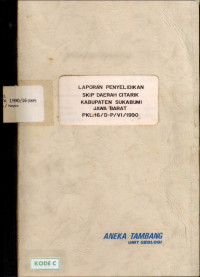 LAPORAN PENYELIDIKAN
SKIP DAERAH CITARIK
KABUPATEN SUKABUMI
JAWA BARAT
PKL/16/D-P/VI/1990
ANEKA TAMBANG
UNIT GEOLOGI
KODE C